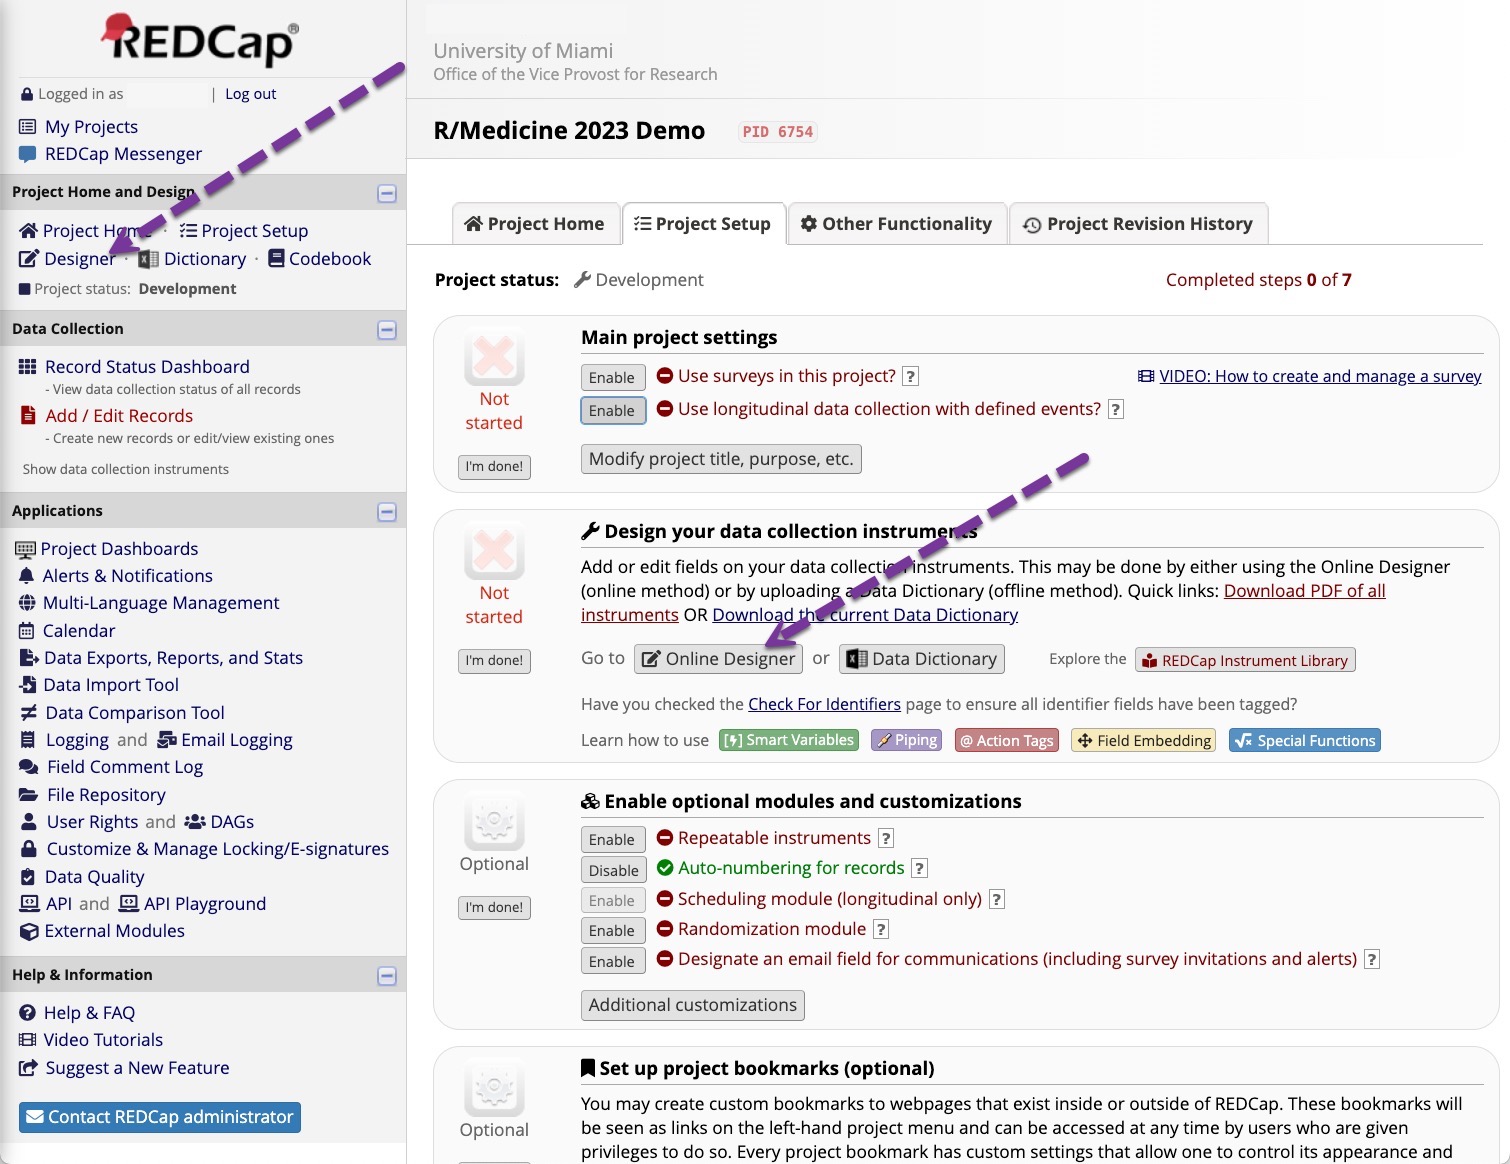 REDCap®
Logged in as | Log out
My Projects
REDCap Messenger
Project Home and Design
Project Home · Project Setup
Designer · Dictionary · Codebook
Project status: Development
Data Collection
Record Status Dashboard
- View data collection status of all records
Add / Edit Records
- Create new records or edit/view existing ones
Show data collection instruments
Applications
Project Dashboards
Alerts & Notifications
Multi-Language Management
Calendar
Data Exports, Reports, and Stats
Data Import Tool
Data Comparison Tool
Logging and Email Logging
Field Comment Log
File Repository
User Rights and DAGs
Customize & Manage Locking/E-signatures
Data Quality
API and API Playground
External Modules
Help & Information
Help & FAQ
Video Tutorials
Suggest a New Feature
Contact REDCap administrator
University of Miami
Office of the Vice Provost for Research
R/Medicine 2023 Demo PID 6754
Project Home Project Setup Other Functionality Project Revision History
Project status: Development Completed steps 0 of 7
Not
started
I'm done!
Main project settings
Enable Use surveys in this project? ? VIDEO: How to create and manage a survey
Enable Use longitudinal data collection with defined events? ?
Modify project title, purpose, etc.
Not
started
I'm done!
Design your data collection instruments
Add or edit fields on your data collection instruments. This may be done by either using the Online Designer
(online method) or by uploading a Data Dictionary (offline method). Quick links: Download PDF of all
instruments OR Download the current Data Dictionary
Go to Online Designer or Data Dictionary Explore the REDCap Instrument Library
Have you checked the Check For Identifiers page to ensure all identifier fields have been tagged?
Learn how to use Smart Variables Piping @ Action Tags Field Embedding Special Functions
Optional
I'm done!
Enable optional modules and customizations
Enable Repeatable instruments ?
Disable Auto-numbering for records ?
Enable Scheduling module (longitudinal only) ?
Enable Randomization module ?
Enable Designate an email field for communications (including survey invitations and alerts) ?
Additional customizations
Optional
Set up project bookmarks (optional)
You may create custom bookmarks to webpages that exist inside or outside of REDCap. These bookmarks will
be seen as links on the left-hand project menu and can be accessed at any time by users who are given
privileges to do so. Every project bookmark has custom settings that allow one to control its appearance and